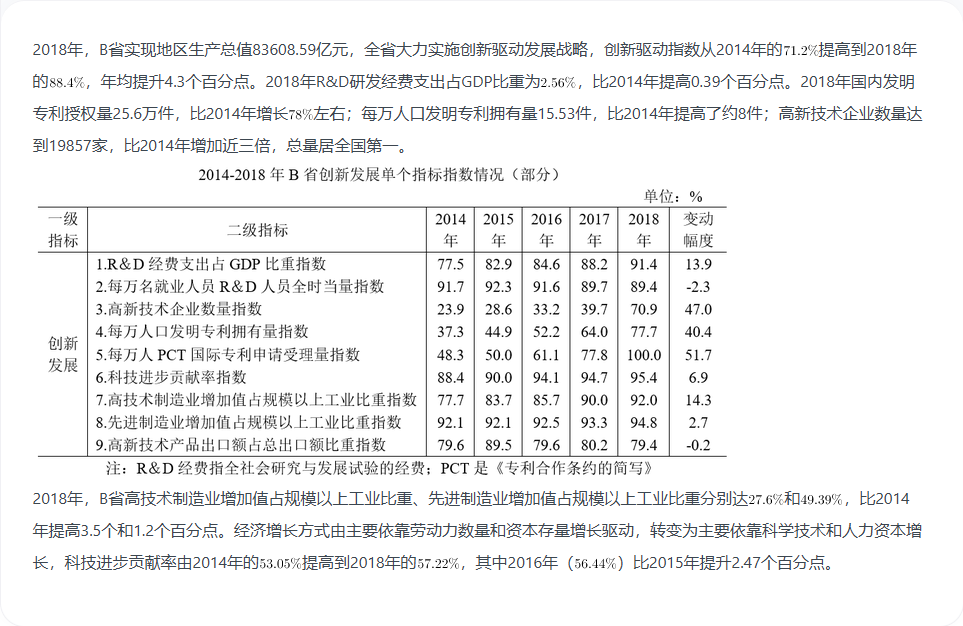 2018年，B省实现地区生产总值83608.59亿元，全省大力实施创新驱动发展战略，创新驱动指数从2014年的71.2%提高到2018年
的88.4%，年均提升4.3个百分点。2018年R&D研发经费支出占GDP比重为2.56%，比2014年提高0.39个百分点。2018年国内发明
专利授权量25.6万件，比2014年增长78%左右；每万人口发明专利拥有量15.53件，比2014年提高了约8件；高新技术企业数量达
到19857家，比2014年增加近三倍，总量居全国第一。
2014-2018 年 B 省创新发展单个指标指数情况（部分）
单位：%
一级指标 二级指标 2014年 2015年 2016年 2017年 2018年 变动幅度
创新发展
1.R＆D 经费支出占 GDP 比重指数 77.5 82.9 84.6 88.2 91.4 13.9
2.每万名就业人员 R＆D 人员全时当量指数 91.7 92.3 91.6 89.7 89.4 -2.3
3.高新技术企业数量指数 23.9 28.6 33.2 39.7 70.9 47.0
4.每万人口发明专利拥有量指数 37.3 44.9 52.2 64.0 77.7 40.4
5.每万人 PCT 国际专利申请受理量指数 48.3 50.0 61.1 77.8 100.0 51.7
6.科技进步贡献率指数 88.4 90.0 94.1 94.7 95.4 6.9
7.高技术制造业增加值占规模以上工业比重指数 77.7 83.7 85.7 90.0 92.0 14.3
8.先进制造业增加值占规模以上工业比重指数 92.1 92.1 92.5 93.3 94.8 2.7
9.高新技术产品出口额占总出口额比重指数 79.6 89.5 79.6 80.2 79.4 -0.2
注：R＆D 经费指全社会研究与发展试验的经费；PCT 是《专利合作条约的简写》
2018年，B省高技术制造业增加值占规模以上工业比重、先进制造业增加值占规模以上工业比重分别达27.6%和49.39%，比2014
年提高3.5个和1.2个百分点。经济增长方式由主要依靠劳动力数量和资本存量增长驱动，转变为主要依靠科学技术和人力资本增
长，科技进步贡献率由2014年的53.05%提高到2018年的57.22%，其中2016年（56.44%）比2015年提升2.47个百分点。